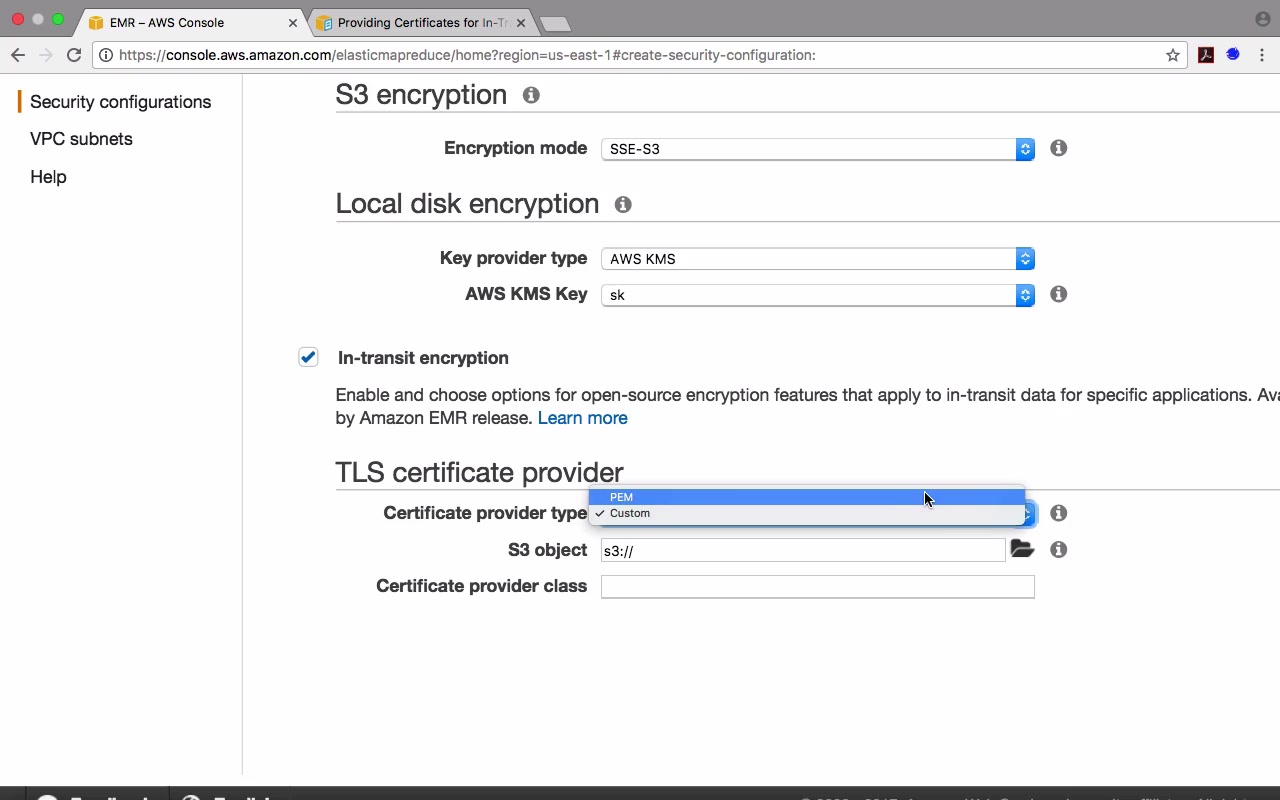 EMR – AWS Console
Providing Certificates for In-Tr
https://console.aws.amazon.com/elasticmapreduce/home?region=us-east-1#create-security-configuration:
Security configurations
VPC subnets
Help
S3 encryption
Encryption mode SSE-S3
Local disk encryption
Key provider type AWS KMS
AWS KMS Key sk
In-transit encryption
Enable and choose options for open-source encryption features that apply to in-transit data for specific applications. Ava
by Amazon EMR release. Learn more
TLS certificate provider
PEM
Certificate provider type ✓ Custom
S3 object s3://
Certificate provider class